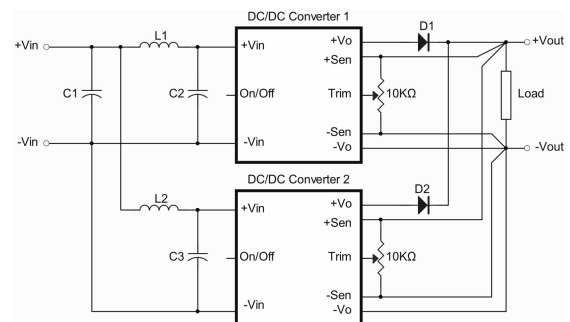 DC/DC Converter 1
D1
+Vin
L1
+Vin
+Vo
+Vout
+Sen
C1
C2
On/Off
Trim
10KΩ
Load
-Sen
-Vin
-Vin
-Vo
-Vout
DC/DC Converter 2
D2
L2
+Vin
+Vo
+Sen
C3
On/Off
Trim
10KΩ
-Sen
-Vin
-Vo